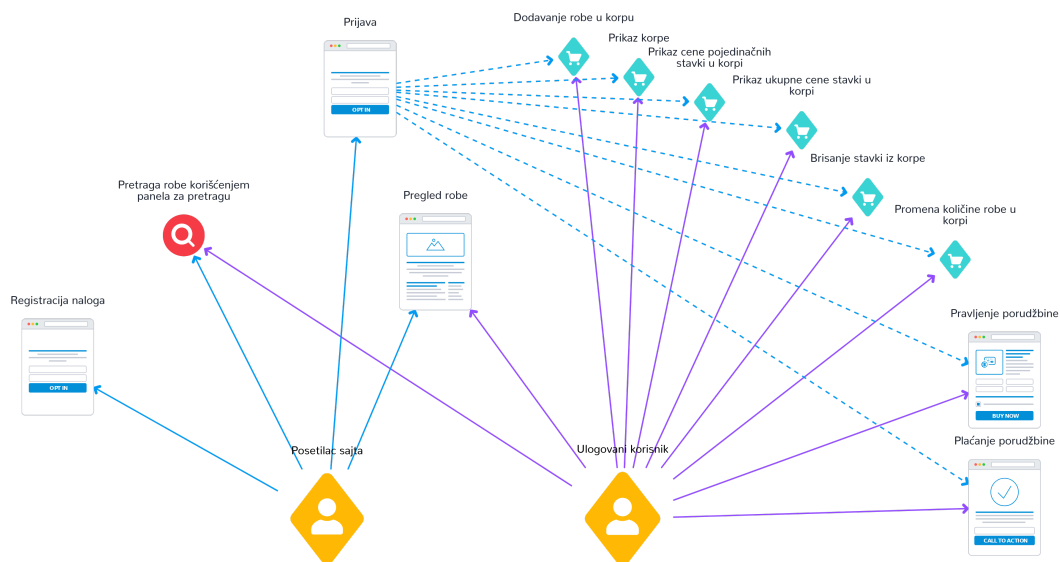 Dodavanje robe u korpu
Prijava
Prikaz korpe
Prikaz cene pojedinačnih
stavki u korpi
Prikaz ukupne cene stavki u
korpi
OPT IN
Brisanje stavki iz korpe
Pretraga robe korišćenjem
panela za pretragu
Pregled robe
Promena količine robe u
korpi
Registracija naloga
Pravljenje porudžbine
OPT IN
BUY NOW
Plaćanje porudžbine
Posetilac sajta
Ulogovani korisnik
CALL TO ACTION